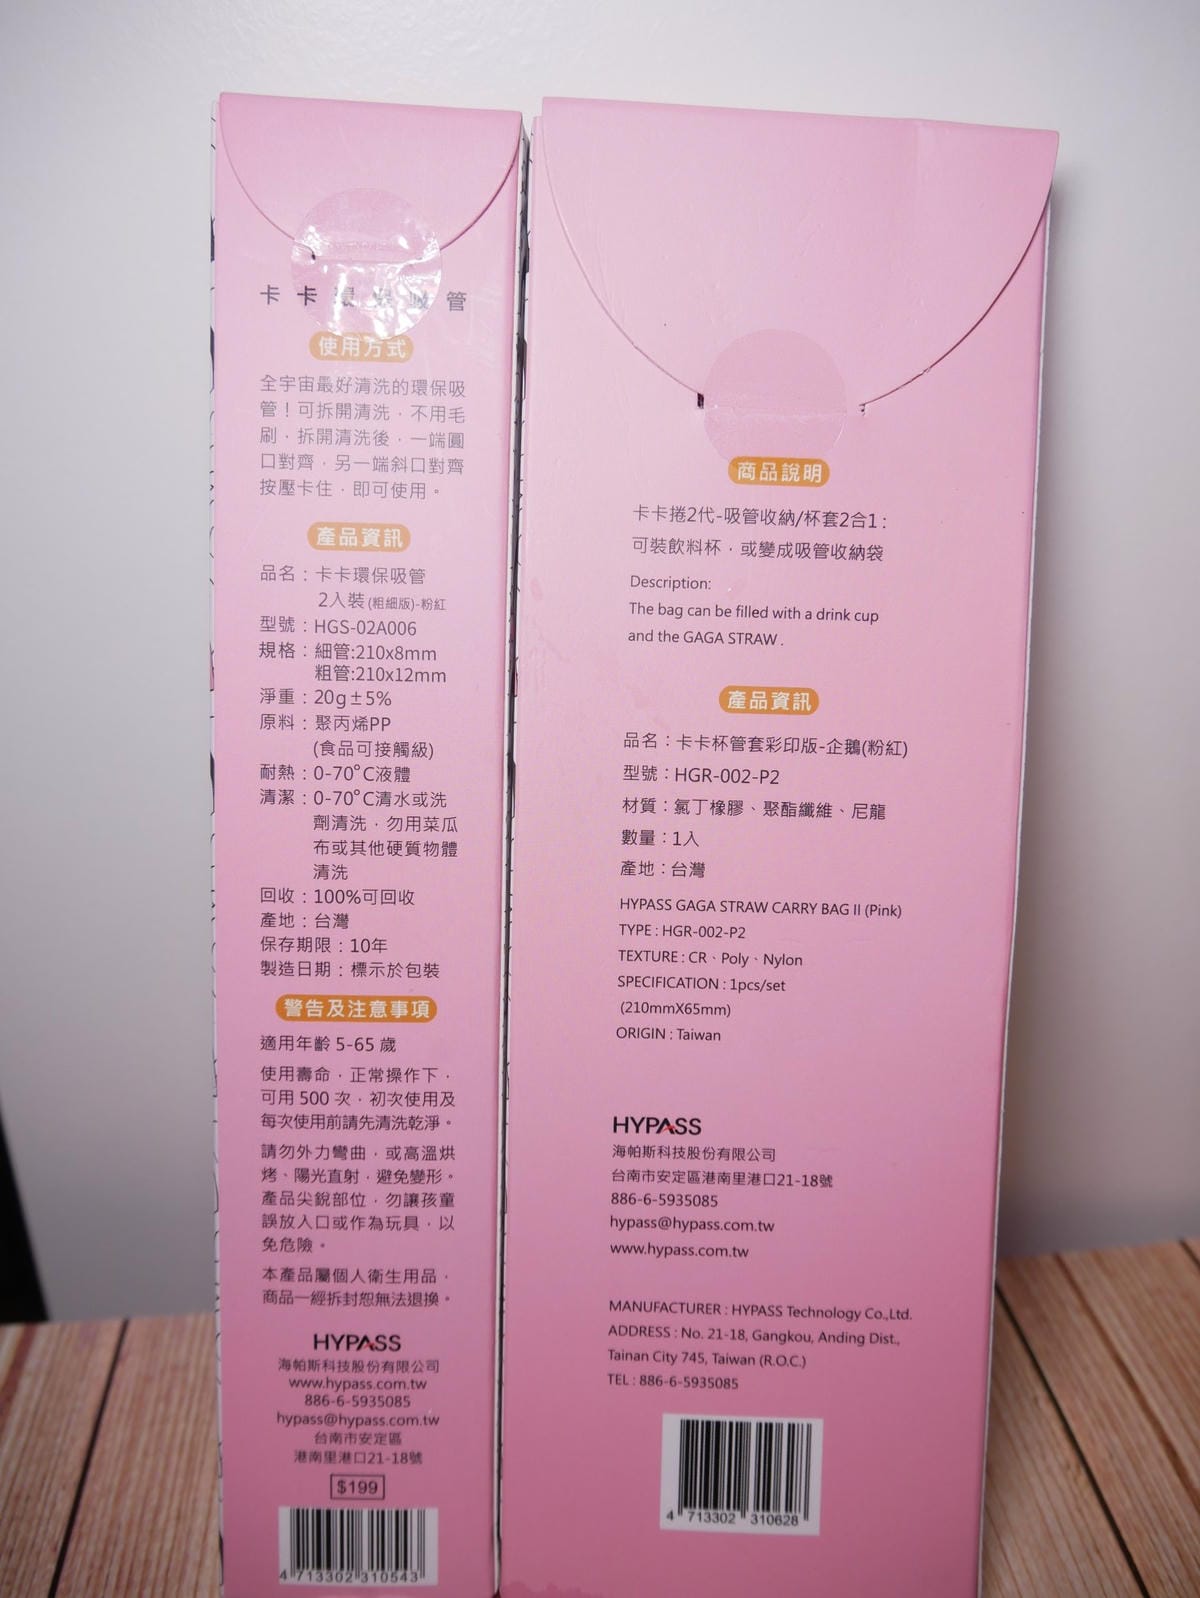 卡卡環保吸管
使用方式
全宇宙最好清洗的環保吸
管！可拆開清洗，不用毛
刷，拆開清洗後，一端圓
口對齊，另一端斜口對齊
按壓卡住，即可使用。
產品資訊
品名：卡卡環保吸管
2入裝(粗細版)-粉紅
型號：HGS-02A006
規格：細管:210x8mm
粗管:210x12mm
淨重：20g±5%
原料：聚丙烯PP
(食品可接觸級)
耐熱：0-70°C液體
清潔：0-70°C清水或洗
劑清洗，勿用菜瓜
布或其他硬質物體
清洗
回收：100%可回收
產地：台灣
保存期限：10年
製造日期：標示於包裝
警告及注意事項
適用年齡 5-65 歲
使用壽命，正常操作下，
可用 500 次，初次使用及
每次使用前請先清洗乾淨。
請勿外力彎曲，或高溫烘
烤、陽光直射，避免變形。
產品尖銳部位，勿讓孩童
誤放入口或作為玩具，以
免危險。
本產品屬個人衛生用品，
商品一經拆封恕無法退換。
HYPASS
海帕斯科技股份有限公司
www.hypass.com.tw
886-6-5935085
hypass@hypass.com.tw
台南市安定區
港南里港口21-18號
$199
4 713302 310543
商品說明
卡卡捲2代-吸管收納/杯套2合1：
可裝飲料杯，或變成吸管收納袋
Description:
The bag can be filled with a drink cup
and the GAGA STRAW .
產品資訊
品名：卡卡杯管套彩印版-企鵝(粉紅)
型號：HGR-002-P2
材質：氯丁橡膠、聚酯纖維、尼龍
數量：1入
產地：台灣
HYPASS GAGA STRAW CARRY BAG II (Pink)
TYPE : HGR-002-P2
TEXTURE : CR、Poly、Nylon
SPECIFICATION : 1pcs/set
(210mmX65mm)
ORIGIN : Taiwan
HYPASS
海帕斯科技股份有限公司
台南市安定區港南里港口21-18號
886-6-5935085
hypass@hypass.com.tw
www.hypass.com.tw
MANUFACTURER : HYPASS Technology Co.,Ltd.
ADDRESS : No. 21-18, Gangkou, Anding Dist.,
Tainan City 745, Taiwan (R.O.C.)
TEL : 886-6-5935085
4 713302 310628